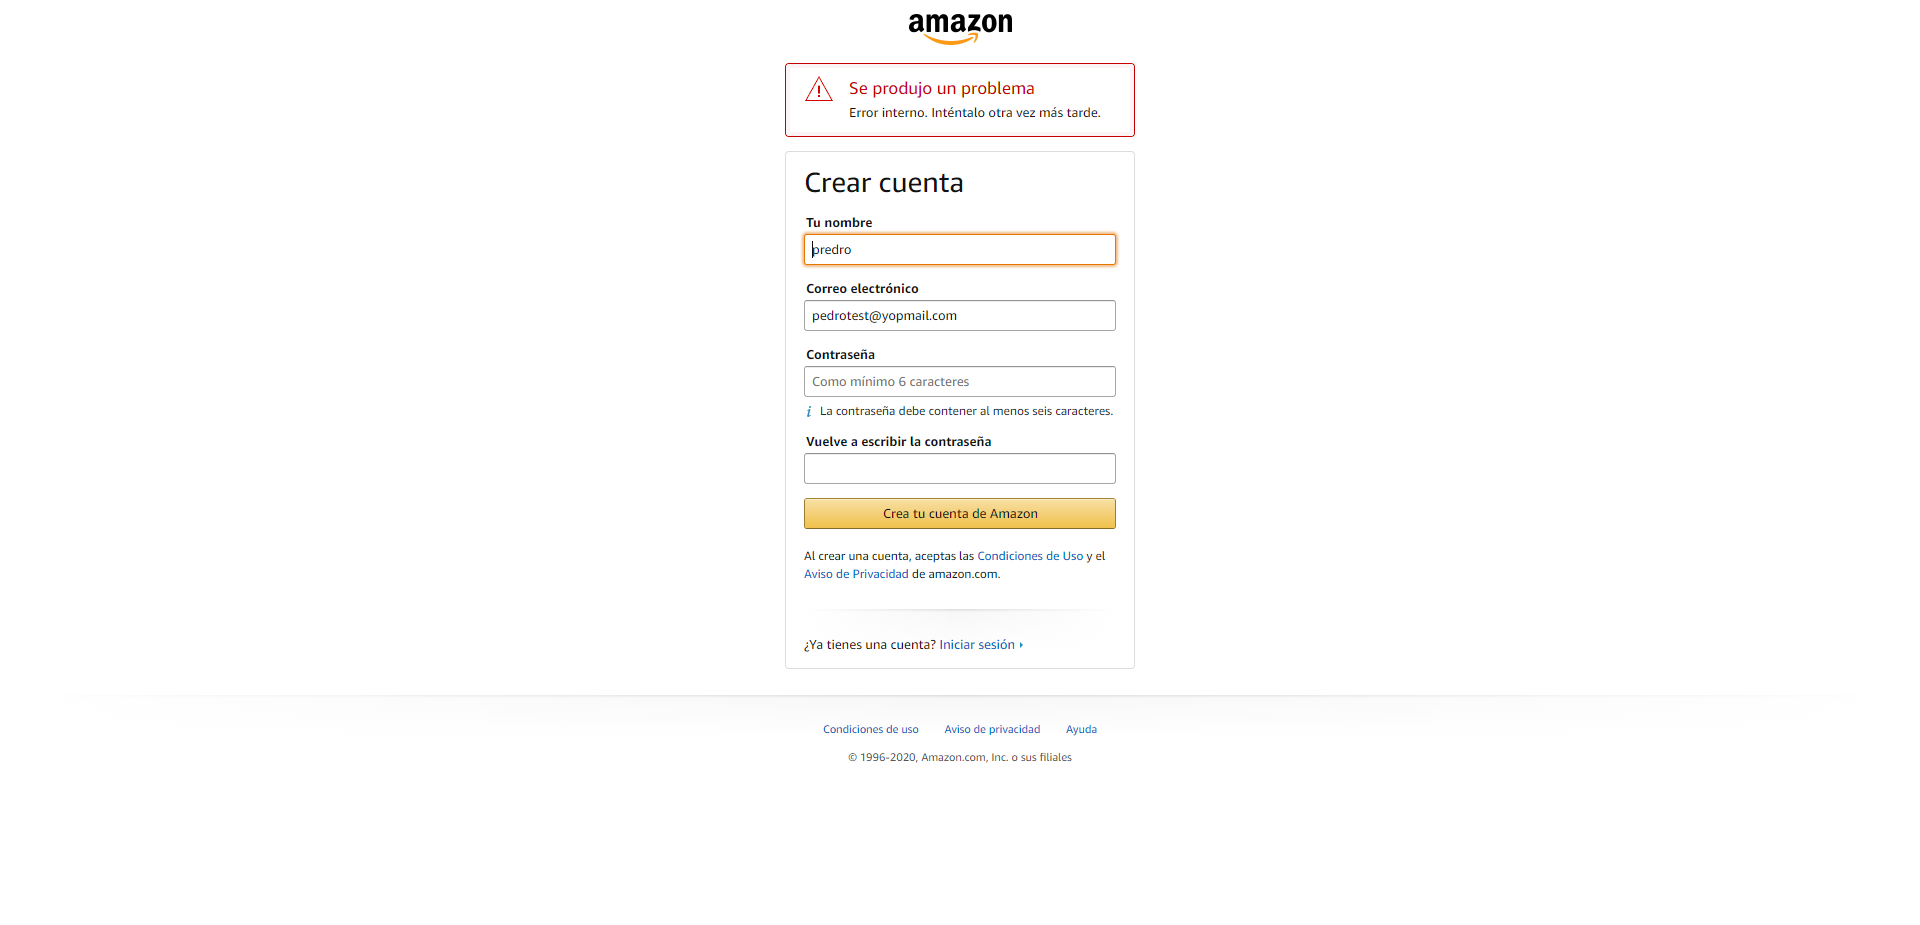 amazon
Se produjo un problema
Error interno. Inténtalo otra vez más tarde.
Crear cuenta
Tu nombre
predro
Correo electrónico
pedrotest@yopmail.com
Contraseña
Como mínimo 6 caracteres
i La contraseña debe contener al menos seis caracteres.
Vuelve a escribir la contraseña
Crea tu cuenta de Amazon
Al crear una cuenta, aceptas las Condiciones de Uso y el
Aviso de Privacidad de amazon.com.
¿Ya tienes una cuenta? Iniciar sesión
Condiciones de uso Aviso de privacidad Ayuda
© 1996-2020, Amazon.com, Inc. o sus filiales